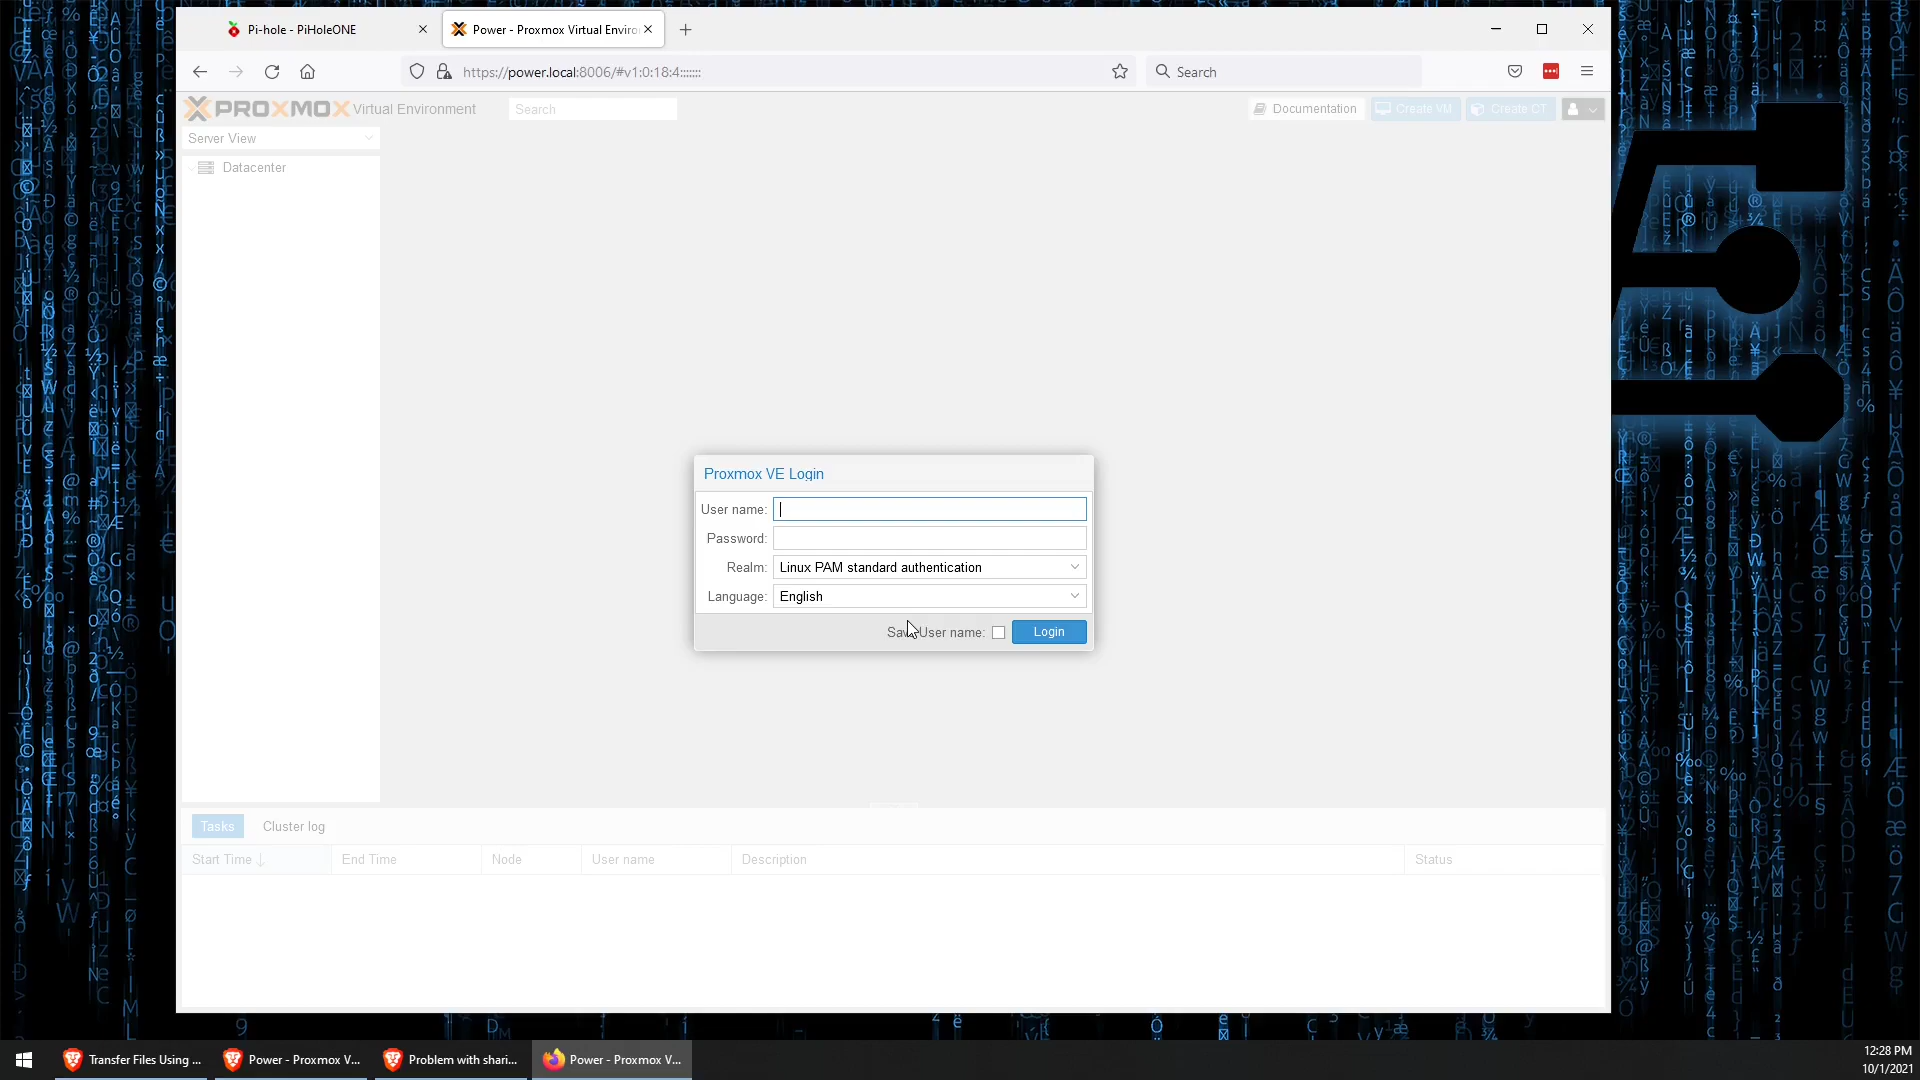 Pi-hole - PiHoleONE
Power - Proxmox Virtual Enviro
https://power.local:8006/#v1:0:18:4:::::::
Search
PROXMOX Virtual Environment
Search
Documentation
Create VM
Create CT
Server View
Datacenter
Proxmox VE Login
User name:
Password:
Realm: Linux PAM standard authentication
Language: English
Save User name:
Login
Tasks
Cluster log
Start Time
End Time
Node
User name
Description
Status
Transfer Files Using ...
Power - Proxmox V...
Problem with shari...
Power - Proxmox V...
12:28 PM
10/1/2021